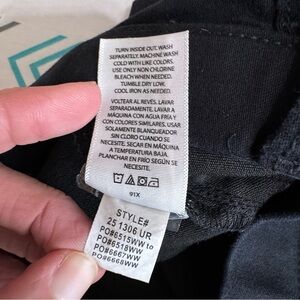 TURN INSIDE OUT. WASH
SEPARATELY. MACHINE WASH
COLD WITH LIKE COLORS.
USE ONLY NON CHLORINE
BLEACH WHEN NEEDED.
TUMBLE DRY LOW.
COOL IRON AS NEEDED.
VOLTEAR AL REVÉS. LAVAR
SEPARADAMENTE, LAVAR A
MÁQUINA CON AGUA FRÍA Y
CON COLORES SIMILARES. USAR
SOLAMENTE BLANQUEADOR
SIN CLORO CUANDO SE
NECESITE. SECAR EN MÁQUINA
A TEMPERATURA BAJA.
PLANCHAR EN FRÍO SEGÚN SE
NECESITE.
91X
STYLE#
25 1306 UR
PO#6515WW to
PO#6518WW
PO#6667WW
PO#6668WW